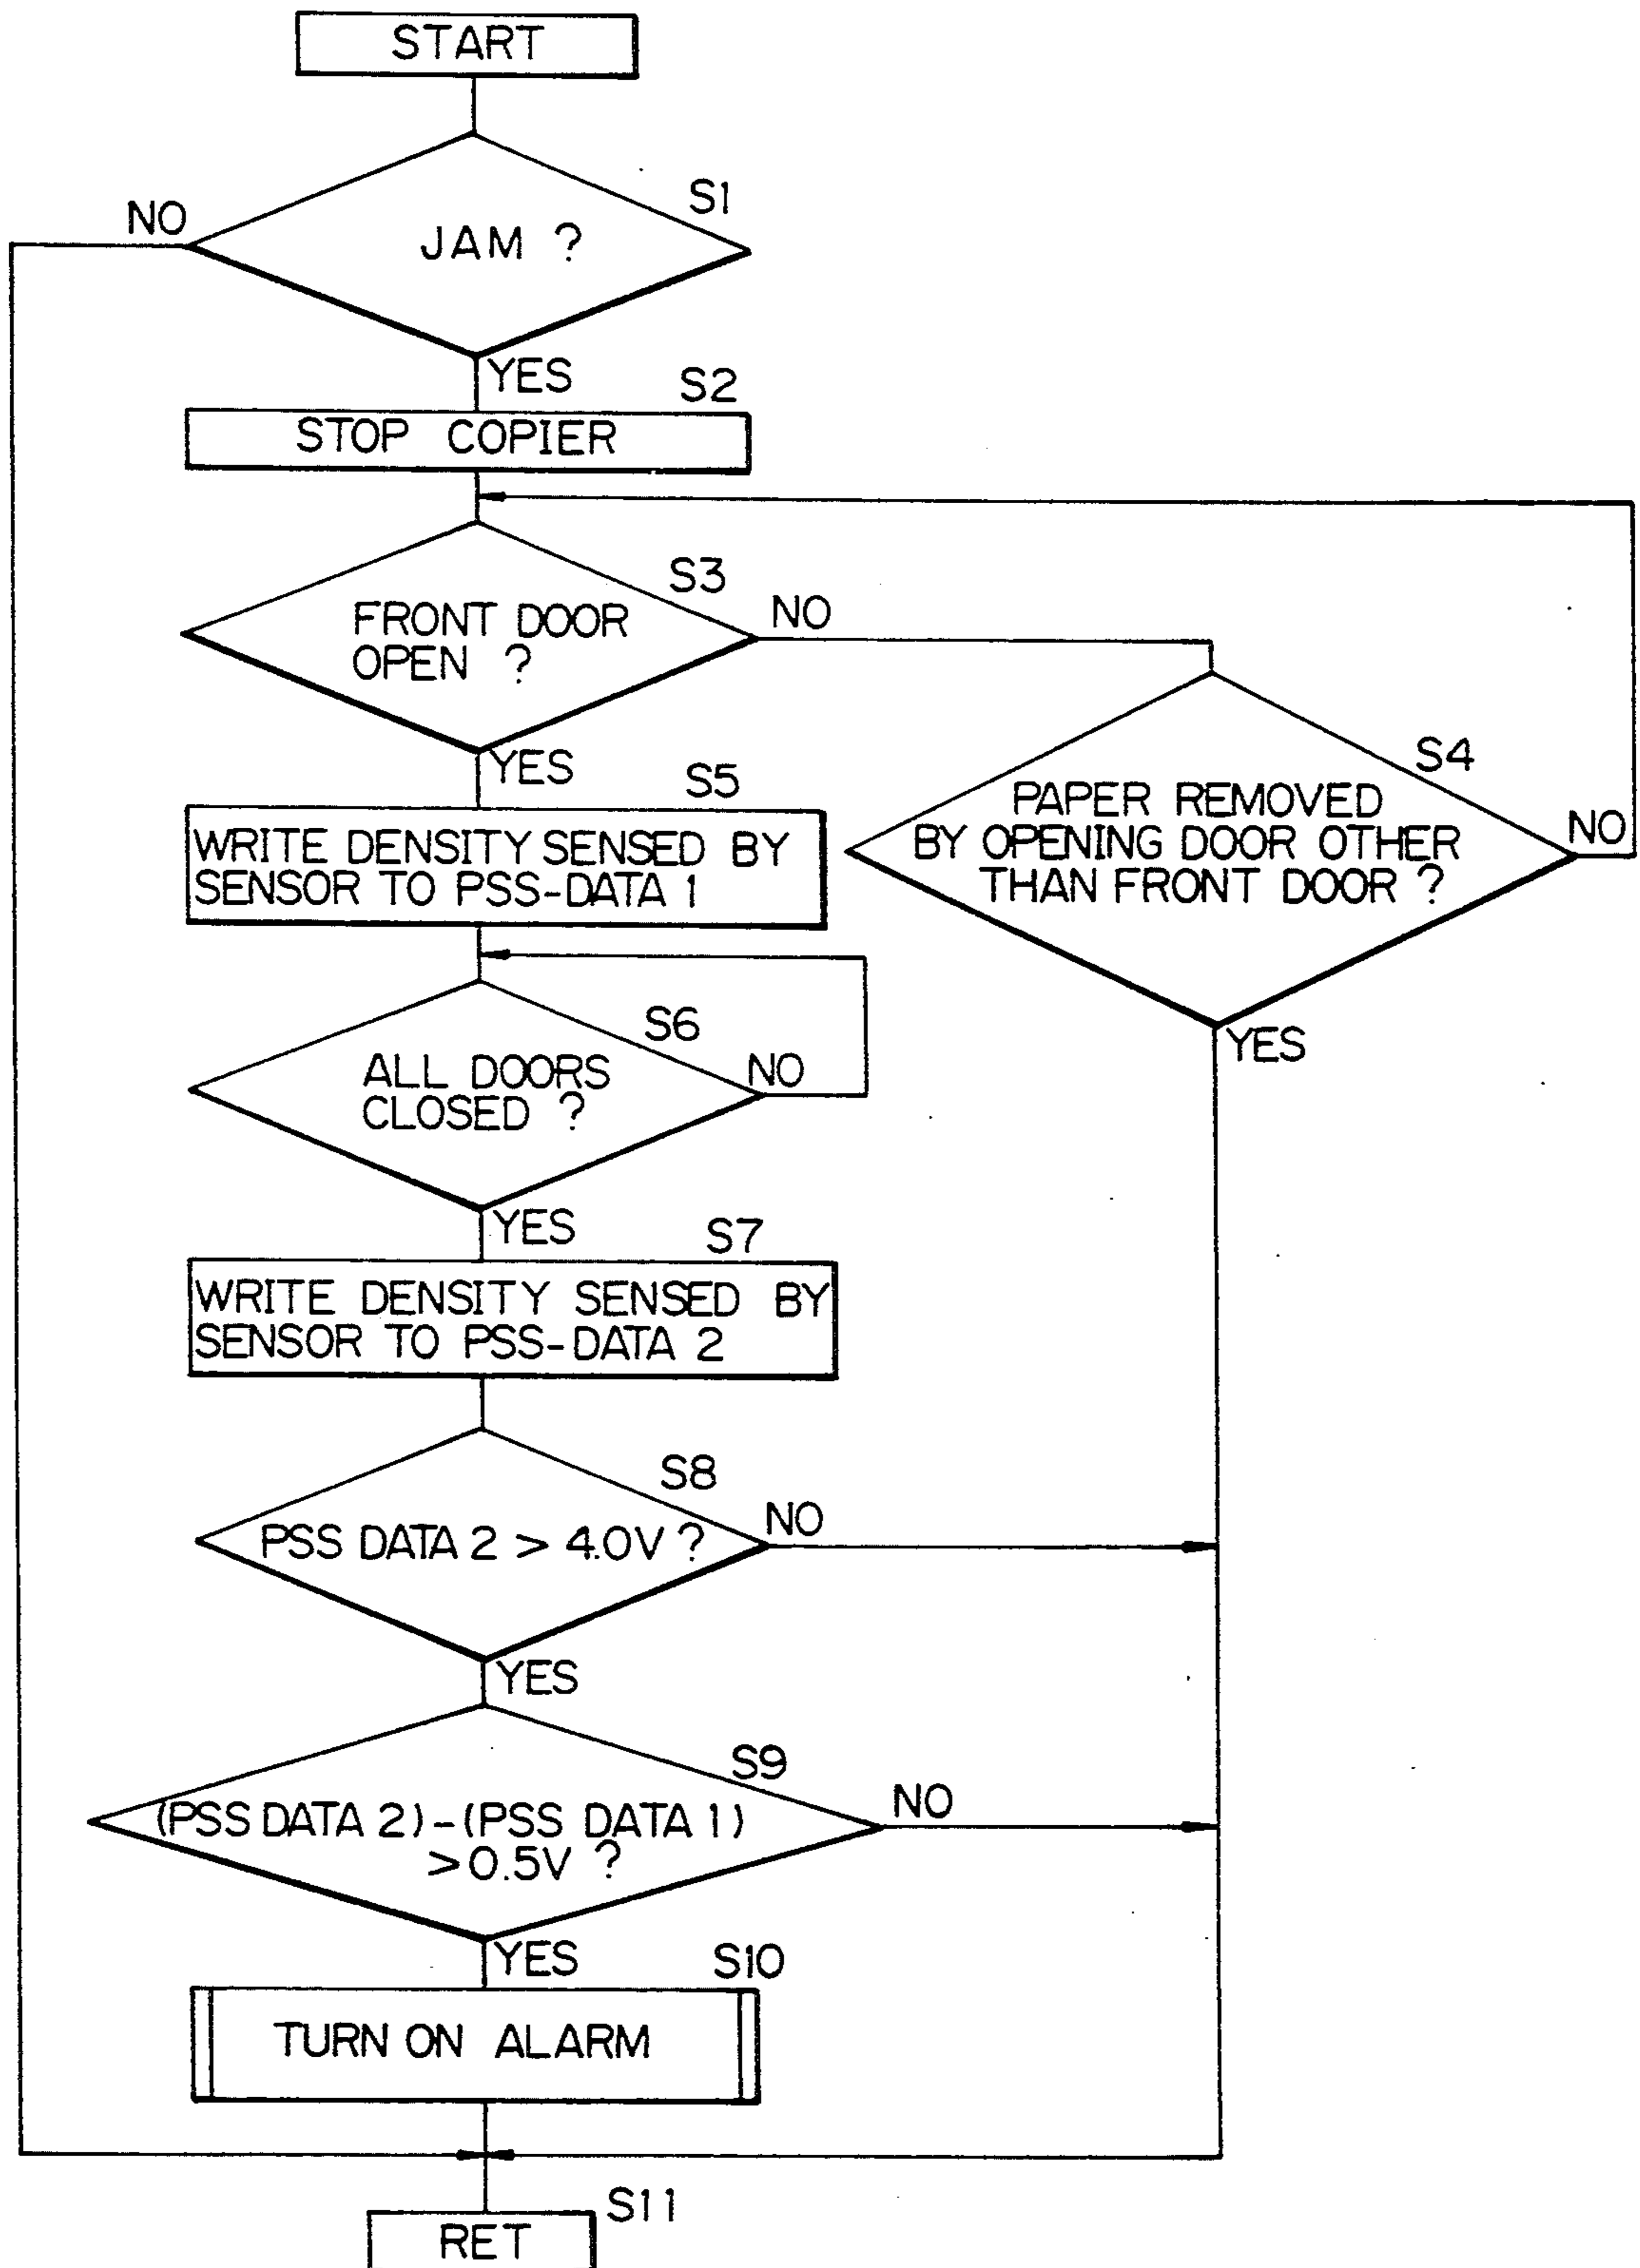 START
S1
NO
JAM ?
YES
S2
STOP COPIER
S3
NO
FRONT DOOR
OPEN ?
YES
S4
PAPER REMOVED
BY OPENING DOOR OTHER
THAN FRONT DOOR ?
NO
YES
S5
WRITE DENSITY SENSED BY
SENSOR TO PSS-DATA 1
S6
ALL DOORS
CLOSED ?
NO
YES
S7
WRITE DENSITY SENSED BY
SENSOR TO PSS-DATA 2
S8
PSS DATA 2 > 4.0V ?
NO
YES
S9
(PSS DATA 2)-(PSS DATA 1)
>0.5V ?
NO
YES
S10
TURN ON ALARM
S11
RET